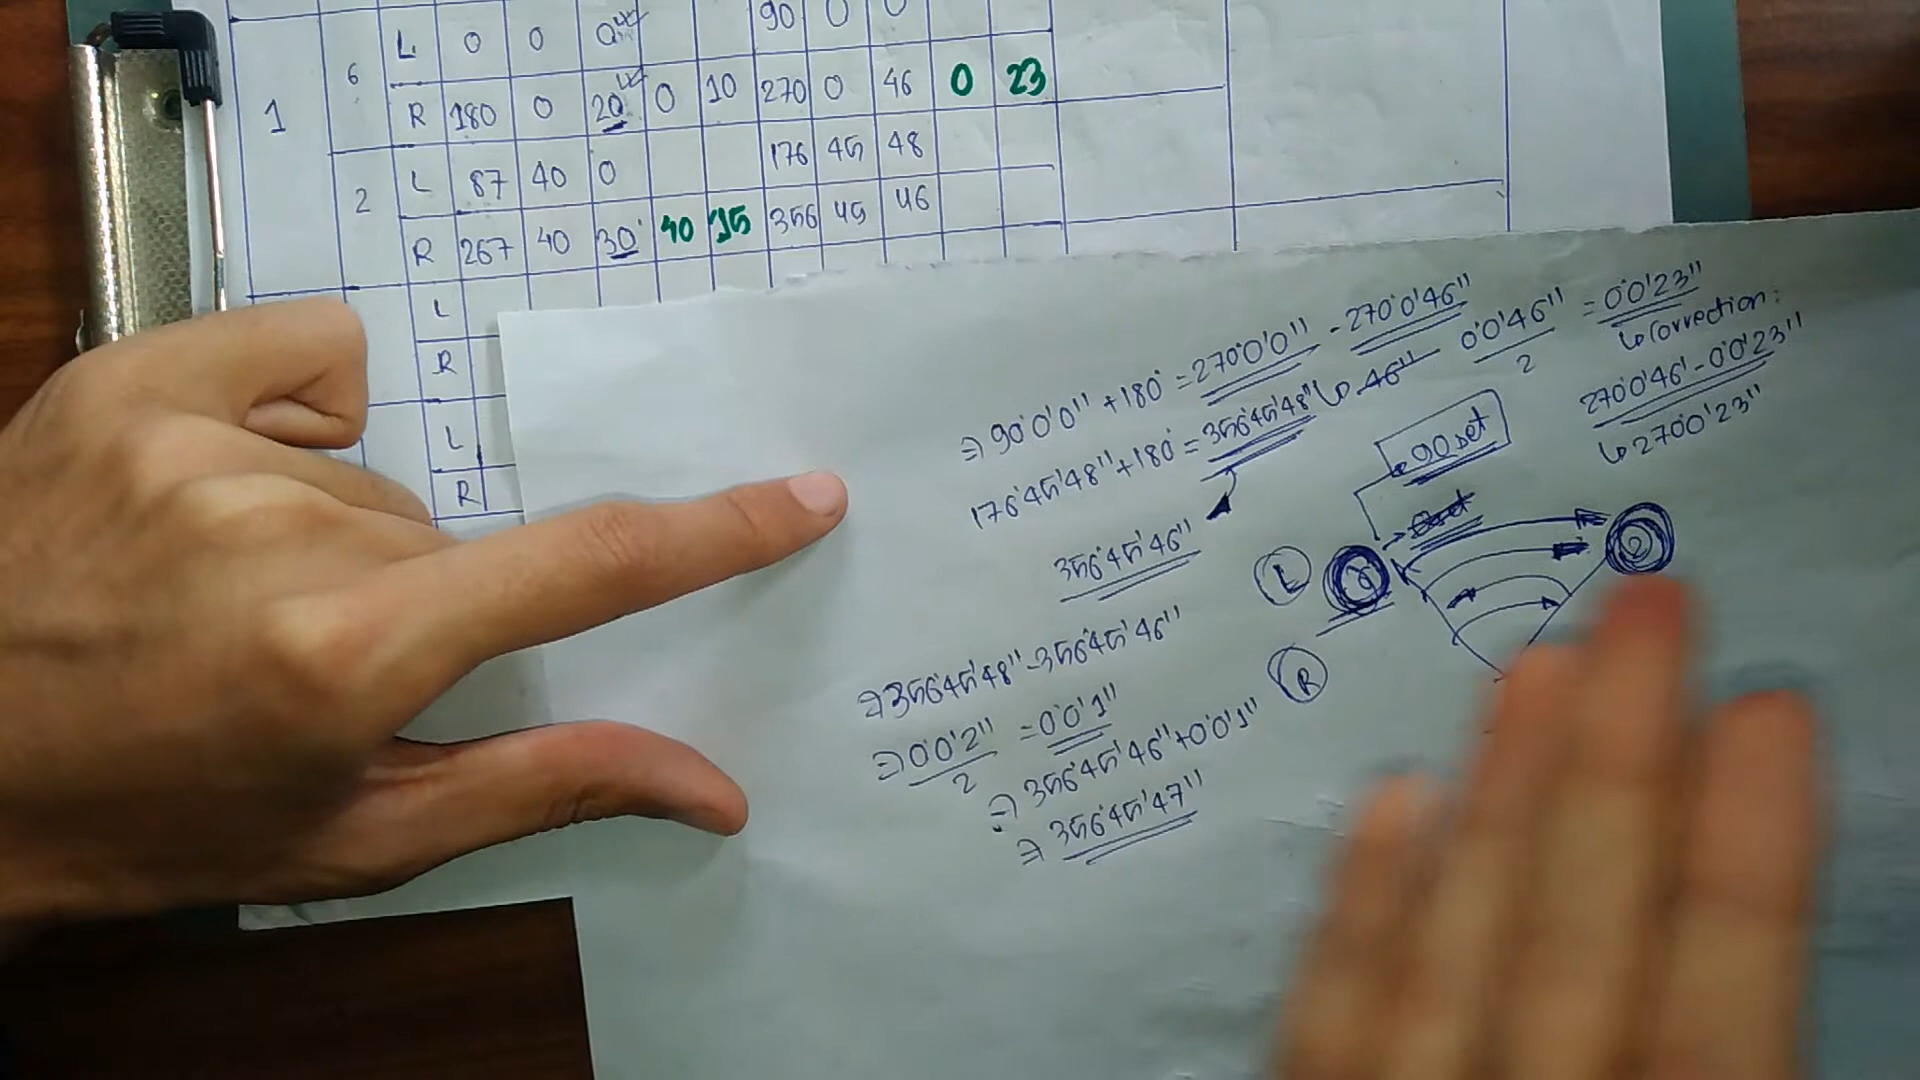 L 0 0 0" 90 0 0
1 6 R 180 0 20" 0 10 270 0 46 0 23
2 L 87 40 0 176 45 48
R 267 40 30' 40 15 356 45 46
L
R
L
R
⇒ 90°0'0" + 180° = 270°0'0" - 270°0'46"
↳ -46" 0°0'46" / 2 = 0°0'23"
↳ correction:
270°0'46' - 0°0'23"
↳ 270°0'23"
176°45'48" + 180° = 356°45'48"
356°45'46"
⇒ 356°45'48" - 356°45'46"
⇒ 0°0'2" / 2 = 0°0'1"
⇒ 356°45'46" + 0°0'1"
⇒ 356°45'47"
90 set
L 6 2
R